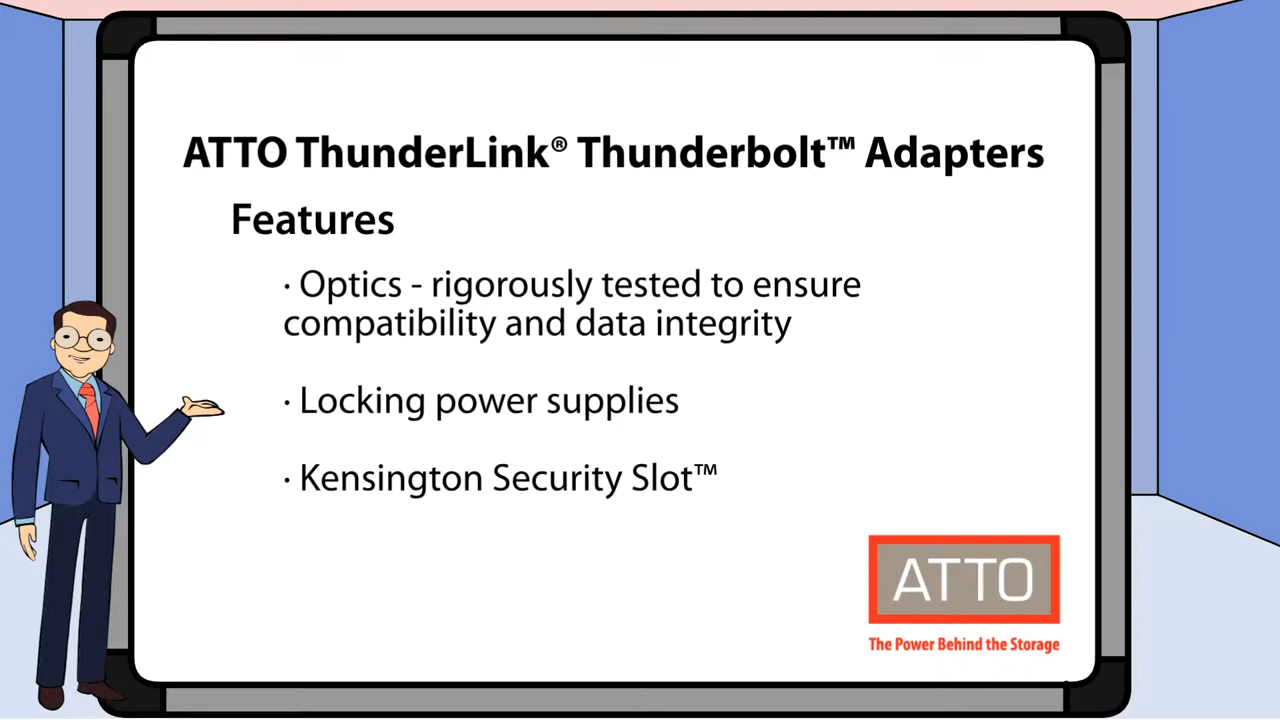 ATTO ThunderLink® Thunderbolt™ Adapters
Features
· Optics - rigorously tested to ensure
compatibility and data integrity
· Locking power supplies
· Kensington Security Slot™
ATTO
The Power Behind the Storage